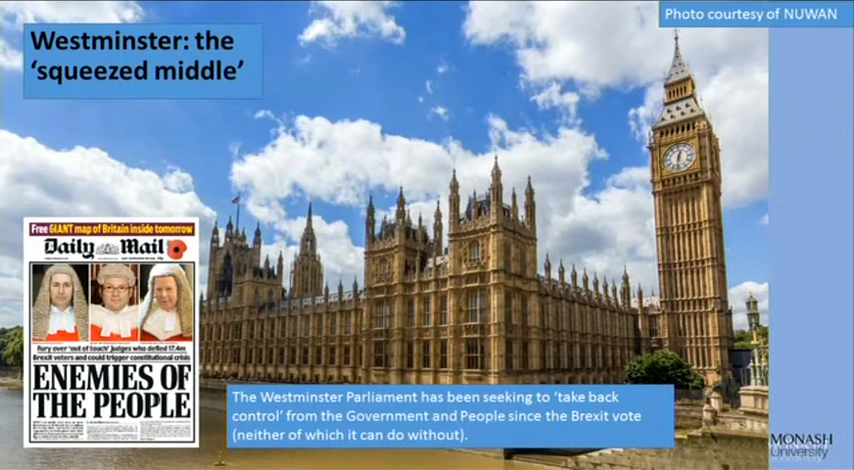 Photo courtesy of NUWAN
Westminster: the
‘squeezed middle’
Free GIANT map of Britain inside tomorrow
Daily Mail
Fury over ‘out of touch’ judges who defied 17.4m
Brexit voters and could trigger constitutional crisis
ENEMIES OF
THE PEOPLE
The Westminster Parliament has been seeking to ‘take back
control’ from the Government and People since the Brexit vote
(neither of which it can do without).
MONASH
University